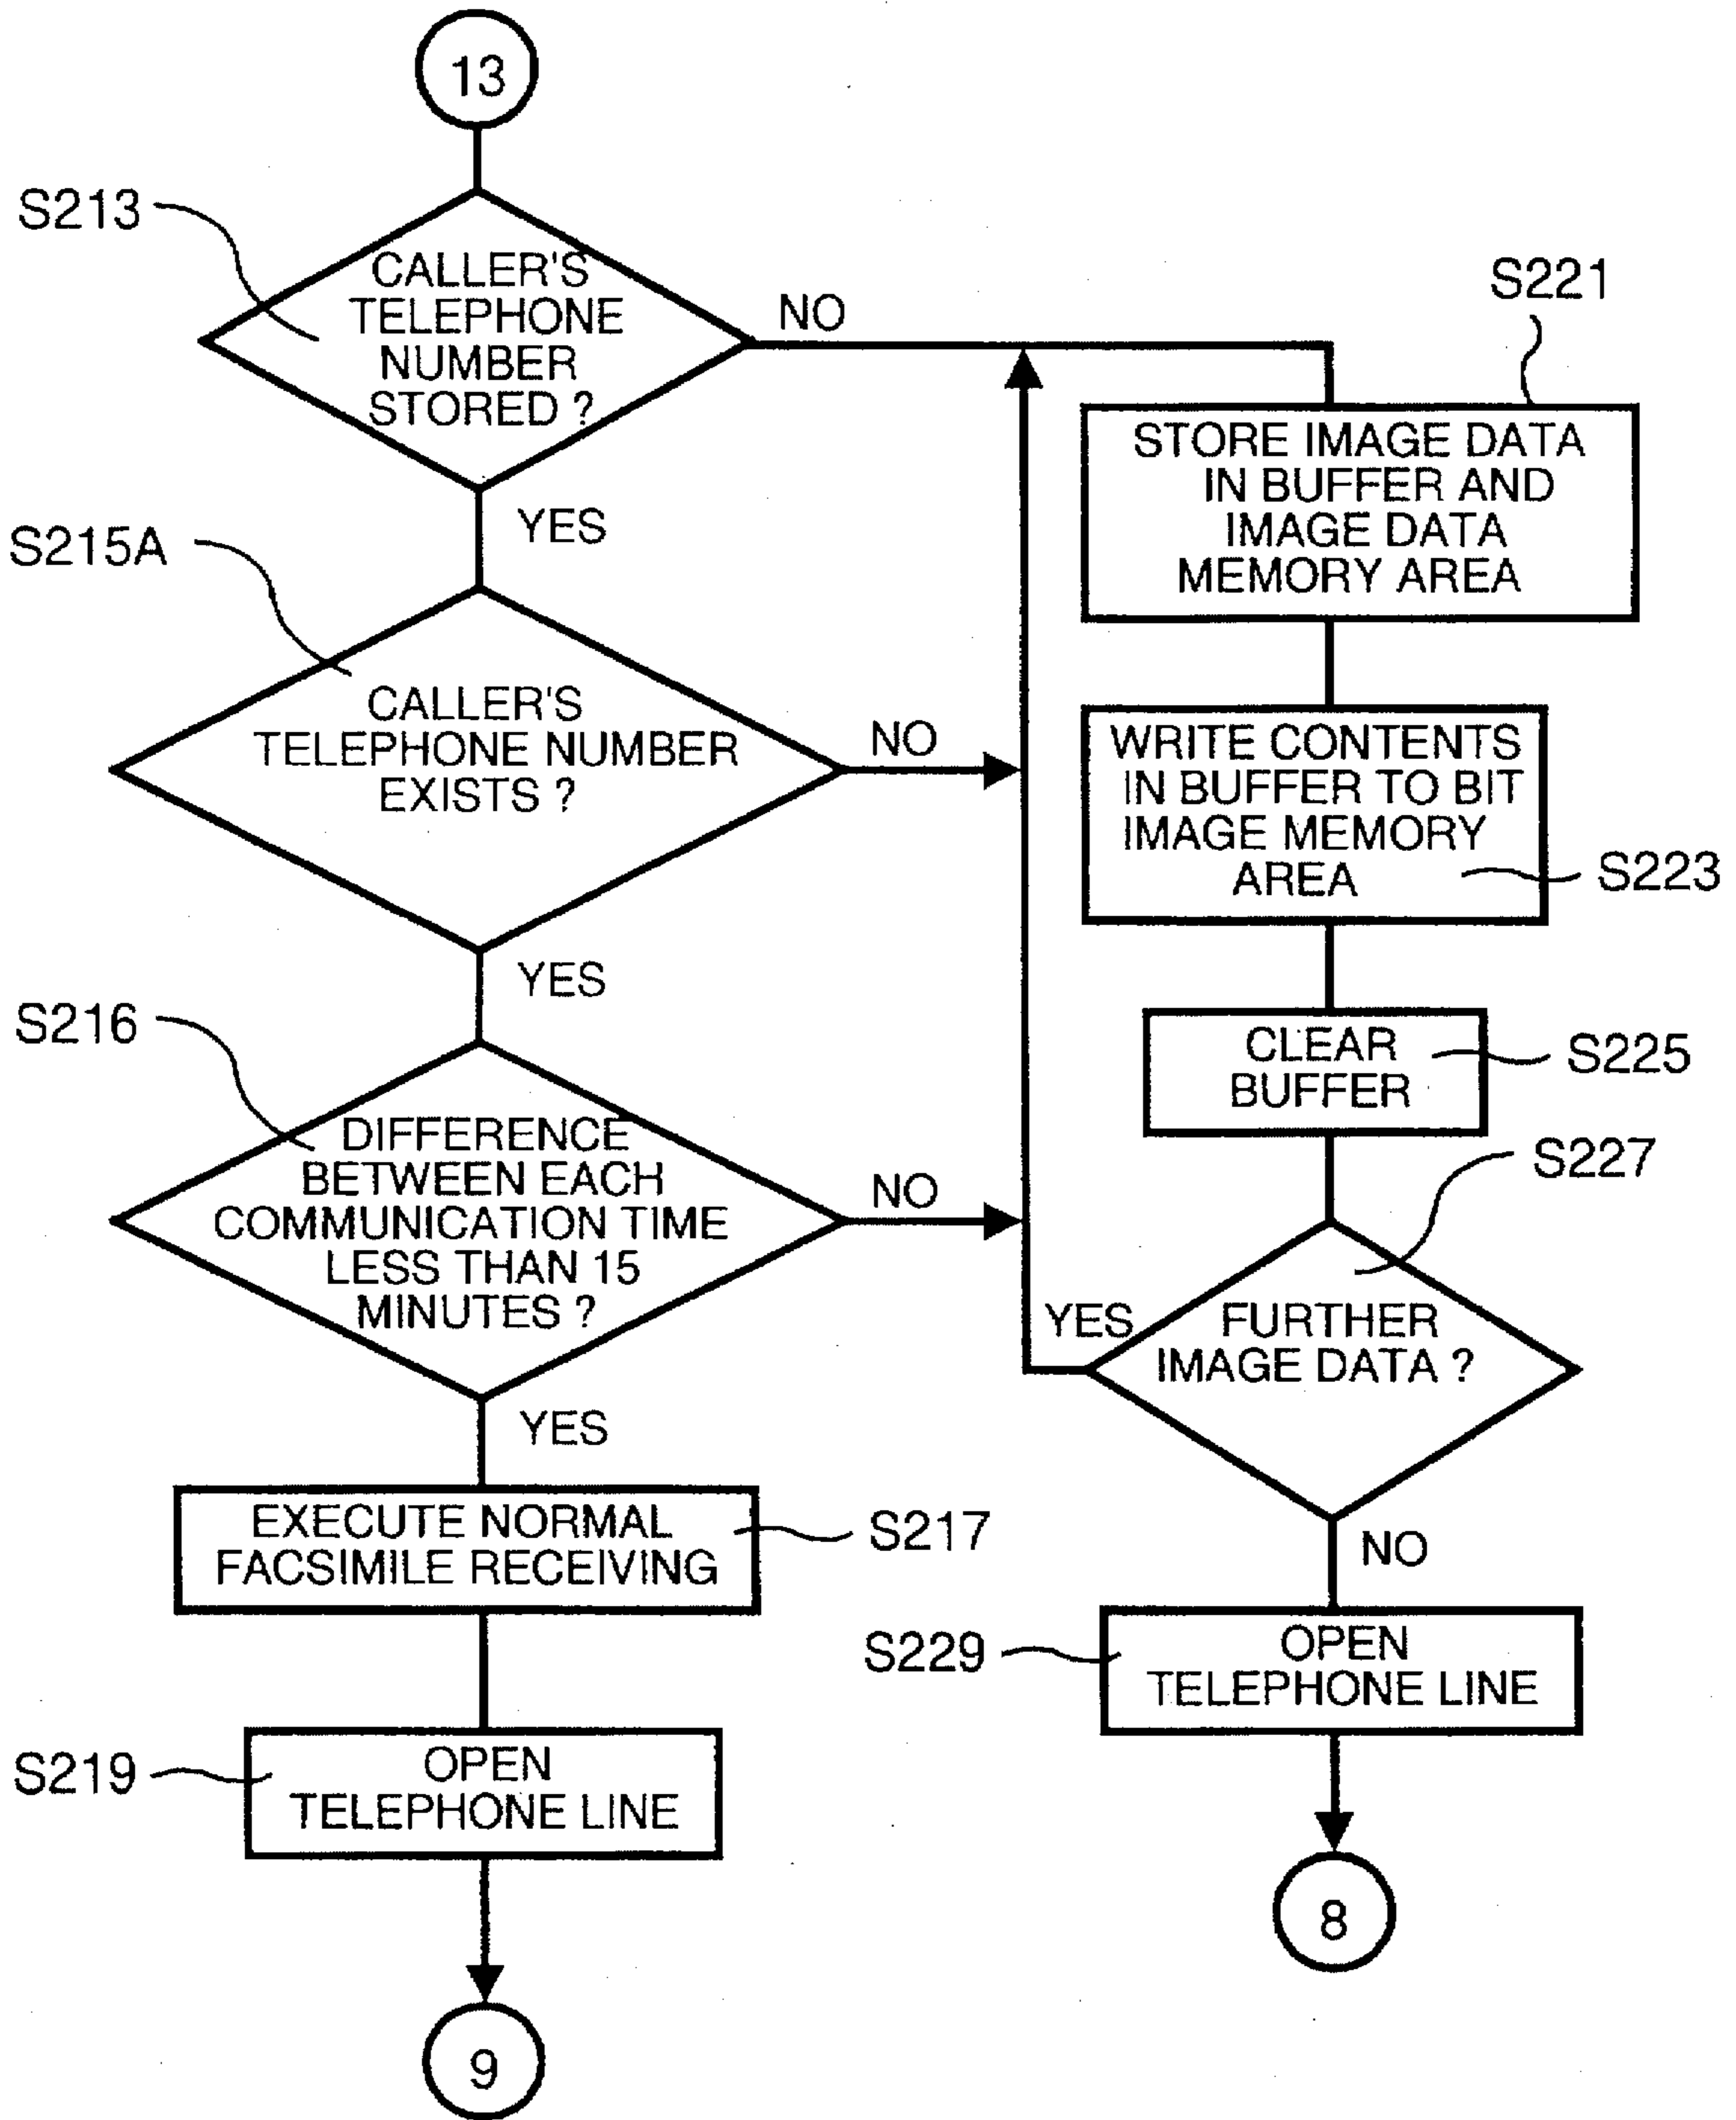 13
S213
CALLER'S
TELEPHONE
NUMBER
STORED ?
NO
YES
S215A
CALLER'S
TELEPHONE NUMBER
EXISTS ?
NO
YES
S216
DIFFERENCE
BETWEEN EACH
COMMUNICATION TIME
LESS THAN 15
MINUTES ?
NO
YES
EXECUTE NORMAL
FACSIMILE RECEIVING
S217
S219
OPEN
TELEPHONE LINE
9
S221
STORE IMAGE DATA
IN BUFFER AND
IMAGE DATA
MEMORY AREA
WRITE CONTENTS
IN BUFFER TO BIT
IMAGE MEMORY
AREA
S223
CLEAR
BUFFER
S225
S227
YES
FURTHER
IMAGE DATA ?
NO
S229
OPEN
TELEPHONE LINE
8